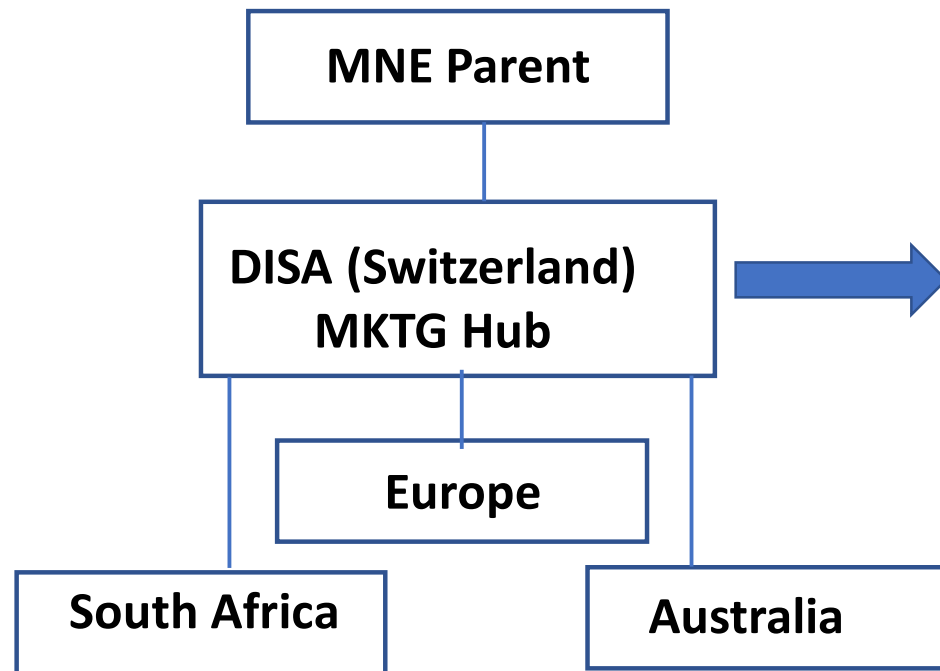 MNE Parent
DISA (Switzerland)
MKTG Hub
Europe
South Africa
Australia